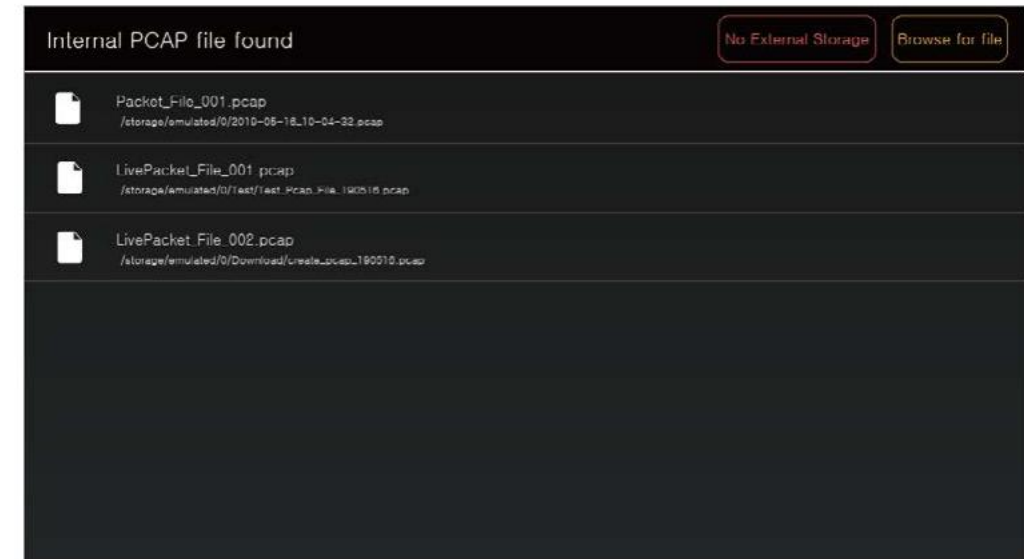 Internal PCAP file found
No External Storage
Browse for file
Packet_File_001.pcap
/storage/emulated/0/2019-05-16_10-04-32.pcap
LivePacket_File_001.pcap
/storage/emulated/0/Test/Test_Pcap_File_190516.pcap
LivePacket_File_002.pcap
/storage/emulated/0/Download/create_pcap_190516.pcap